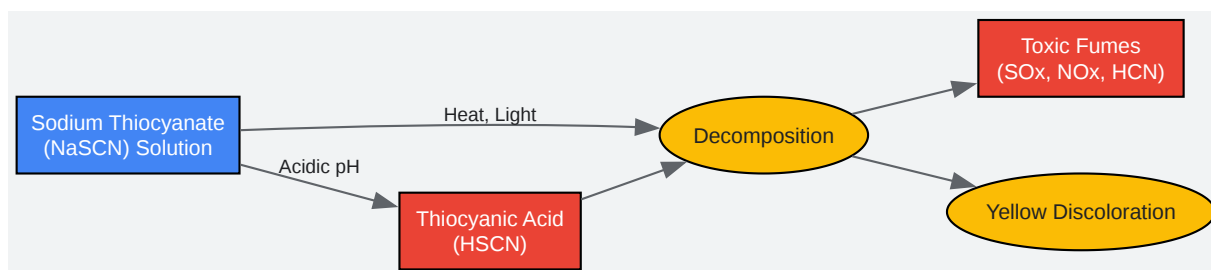 Sodium Thiocyanate
(NaSCN) Solution
Heat, Light
Acidic pH
Thiocyanic Acid
(HSCN)
Decomposition
Toxic Fumes
(SOx, NOx, HCN)
Yellow Discoloration